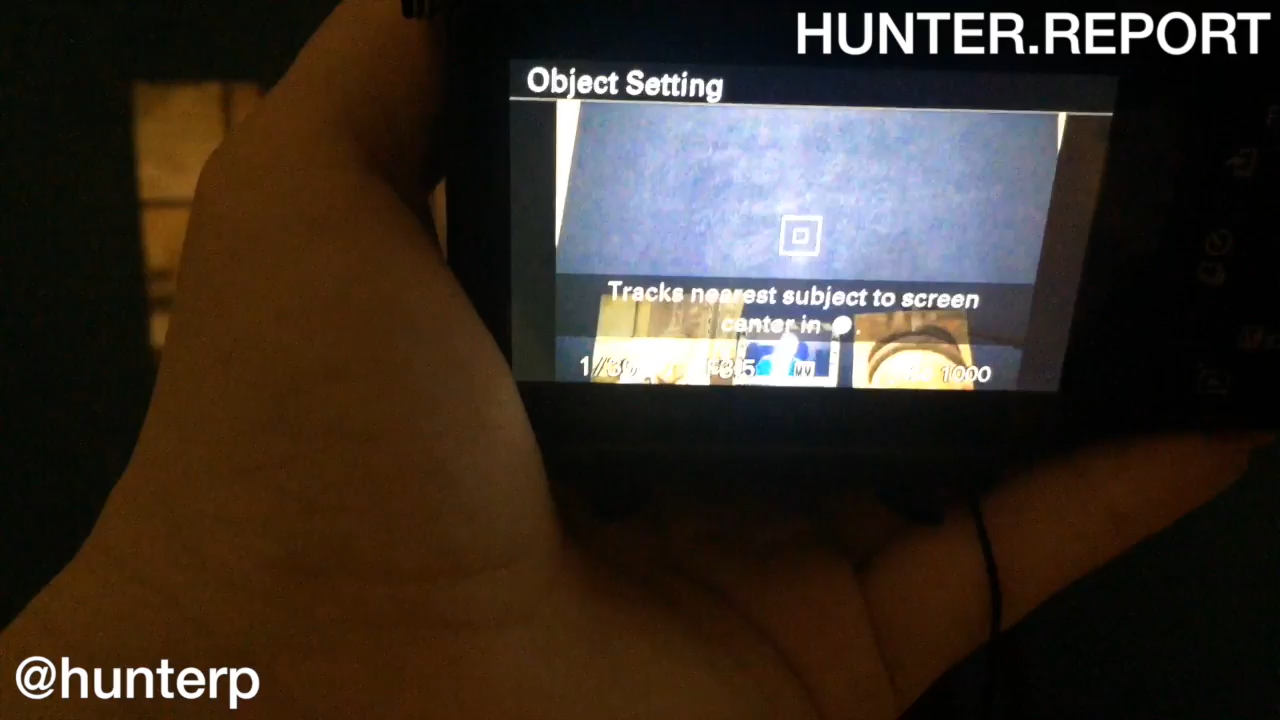 HUNTER.REPORT
Object Setting
Tracks nearest subject to screen
center in
1000
@hunterp